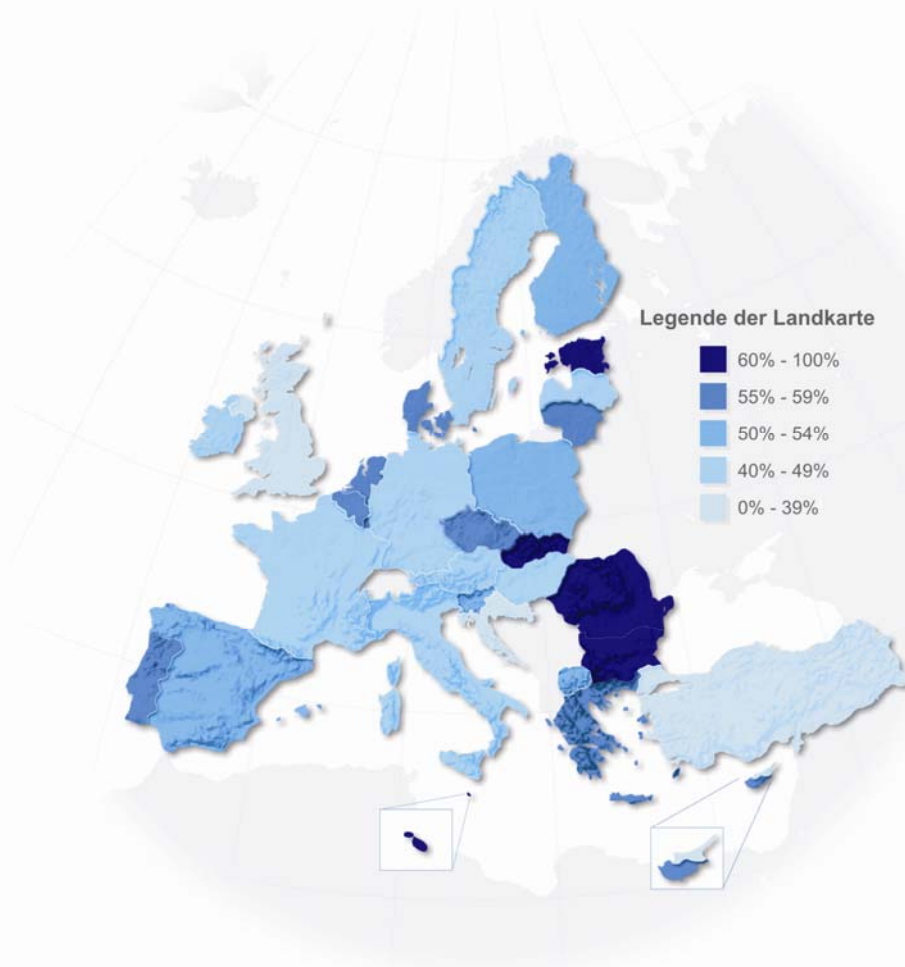 Legende der Landkarte
60% - 100%
55% - 59%
50% - 54%
40% - 49%
0% - 39%